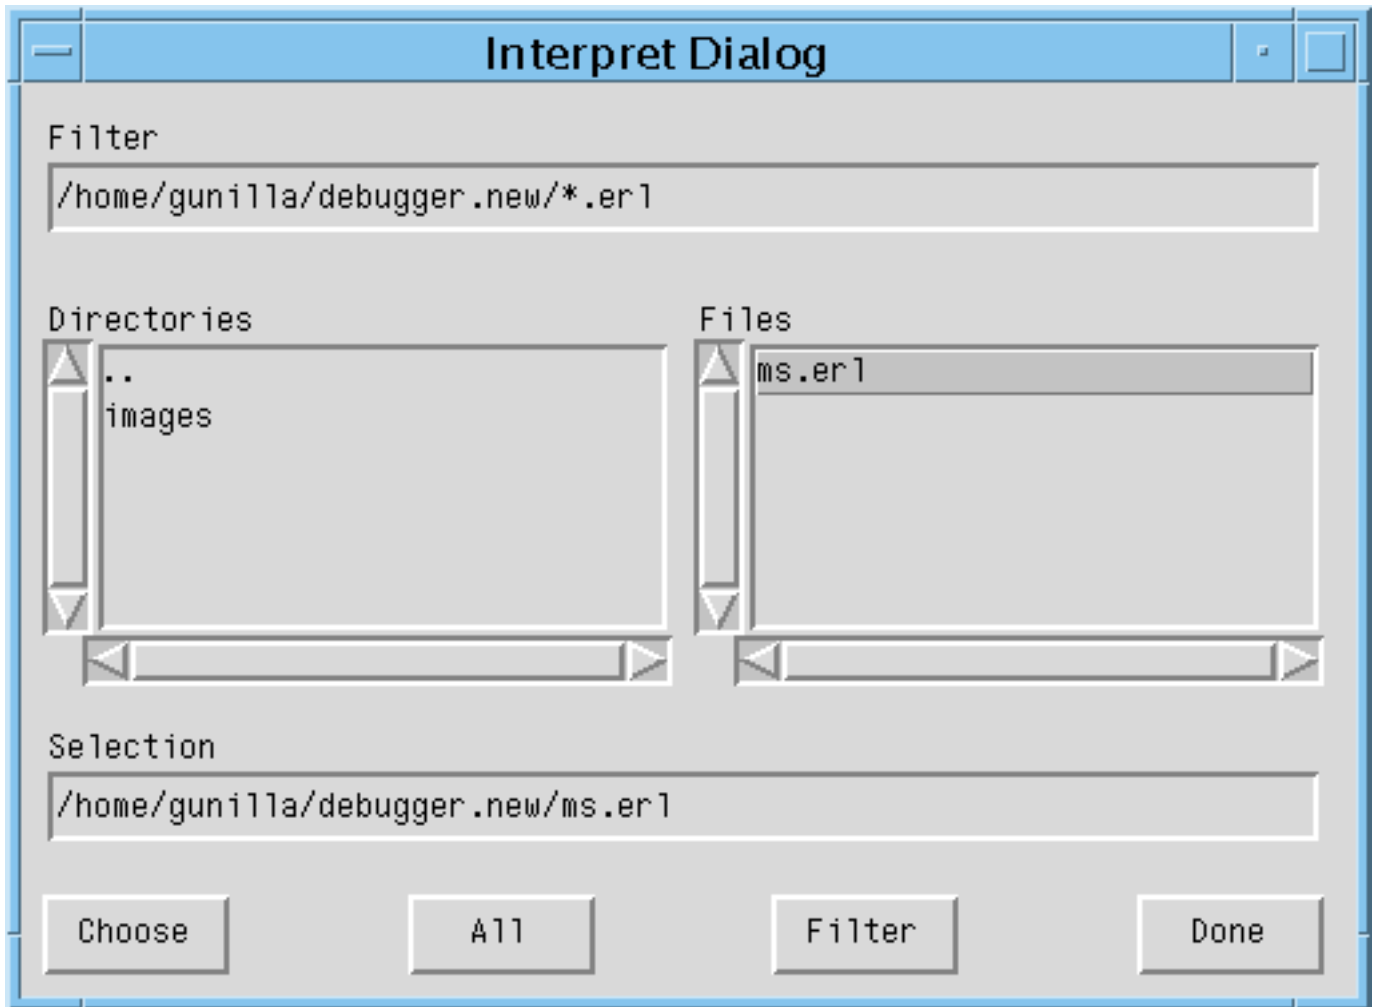 Interpret Dialog
Filter
/home/gunilla/debugger.new/*.erl
Directories
..
images
Files
ms.erl
Selection
/home/gunilla/debugger.new/ms.erl
Choose
All
Filter
Done